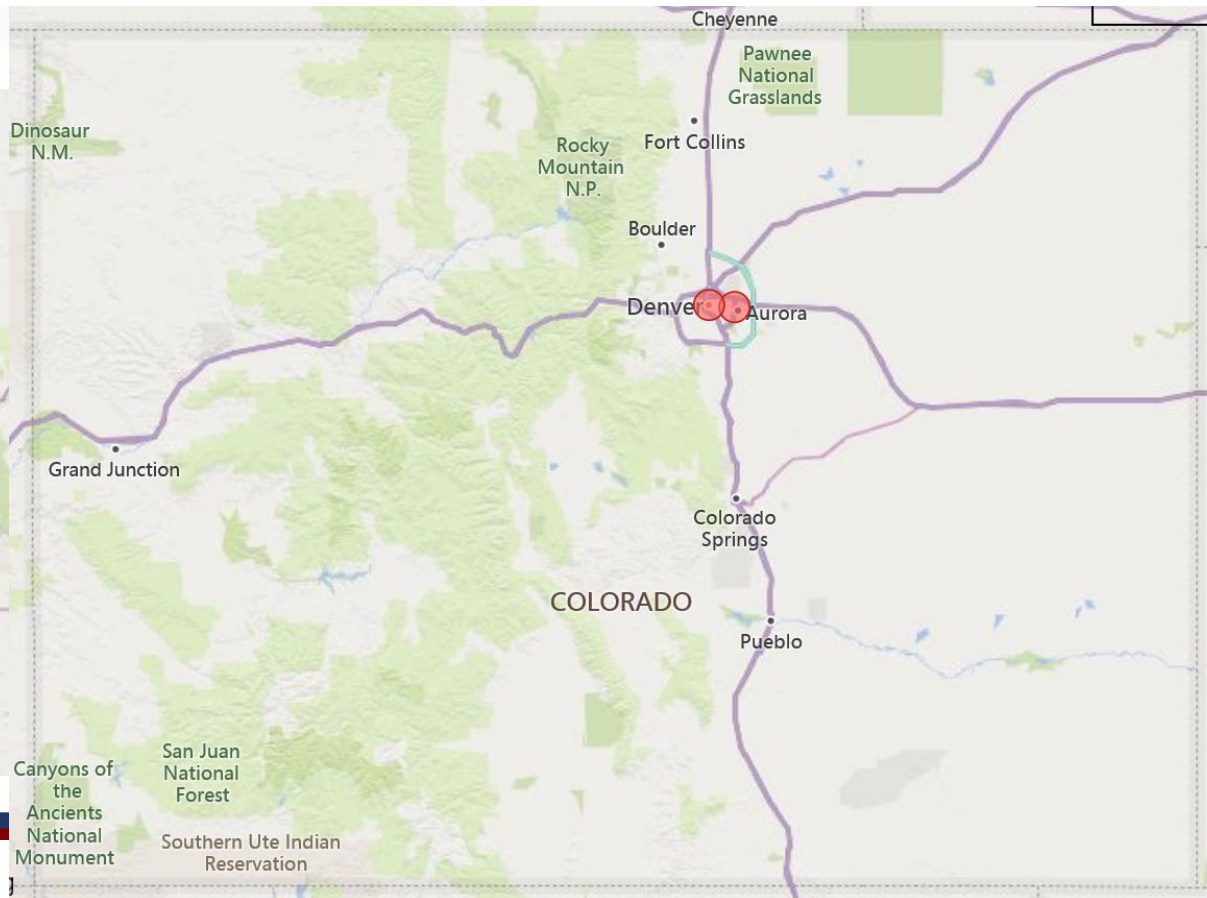 Cheyenne
Pawnee
National
Grasslands
Dinosaur
N.M.
Fort Collins
Rocky
Mountain
N.P.
Boulder
Denver
Aurora
Grand Junction
Colorado
Springs
COLORADO
Pueblo
San Juan
National
Forest
Canyons of
the
Ancients
National
Monument
Southern Ute Indian
Reservation